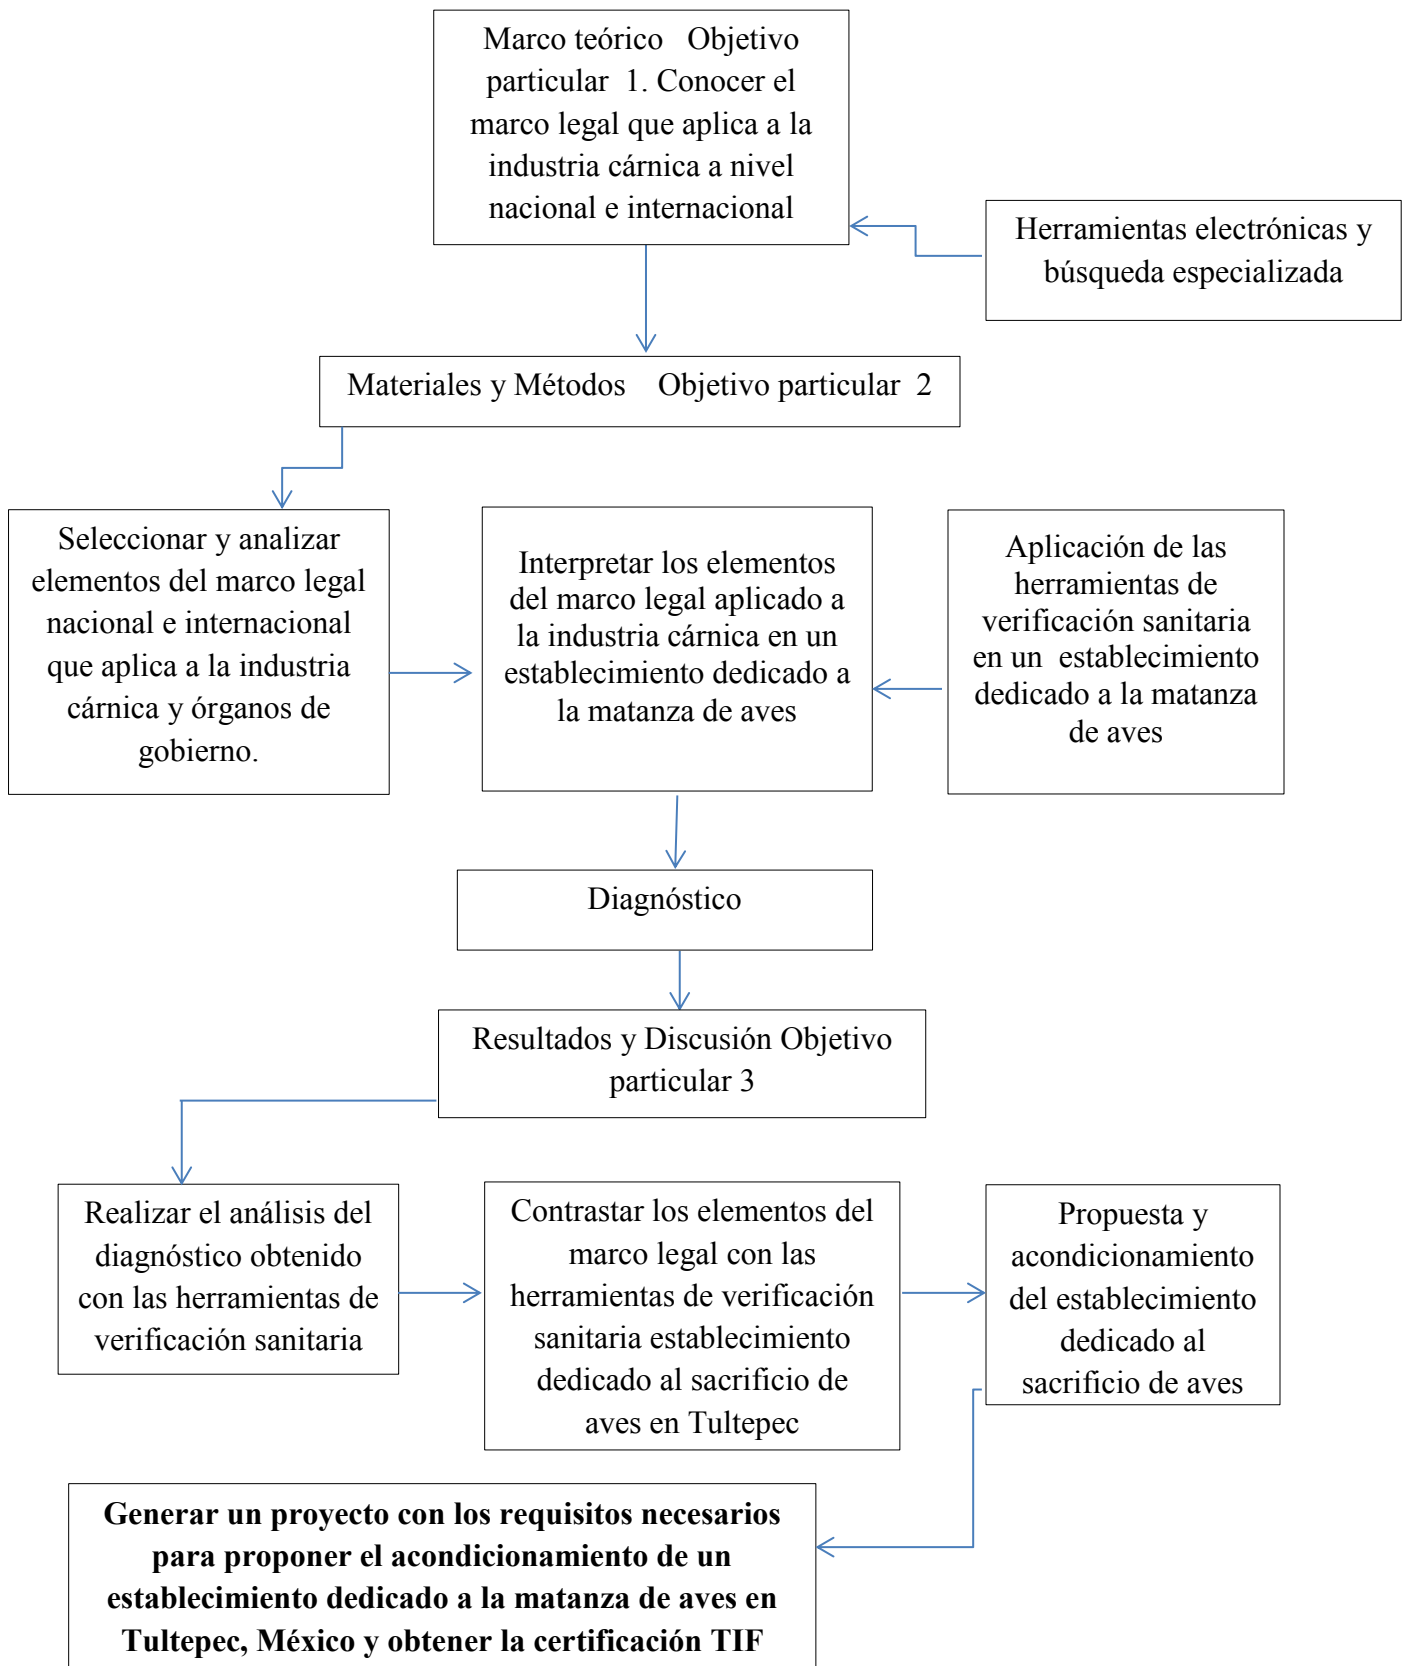 Marco teórico   Objetivo
particular  1. Conocer el
marco legal que aplica a la
industria cárnica a nivel
nacional e internacional
Herramientas electrónicas y
búsqueda especializada
Materiales y Métodos    Objetivo particular  2
Seleccionar y analizar
elementos del marco legal
nacional e internacional
que aplica a la industria
cárnica y órganos de
gobierno.
Interpretar los elementos
del marco legal aplicado a
la industria cárnica en un
establecimiento dedicado a
la matanza de aves
Aplicación de las
herramientas de
verificación sanitaria
en un  establecimiento
dedicado a la matanza
de aves
Diagnóstico
Resultados y Discusión Objetivo
particular 3
Realizar el análisis del
diagnóstico obtenido
con las herramientas de
verificación sanitaria
Contrastar los elementos del
marco legal con las
herramientas de verificación
sanitaria establecimiento
dedicado al sacrificio de
aves en Tultepec
Propuesta y
acondicionamiento
del establecimiento
dedicado al
sacrificio de aves
Generar un proyecto con los requisitos necesarios
para proponer el acondicionamiento de un
establecimiento dedicado a la matanza de aves en
Tultepec, México y obtener la certificación TIF